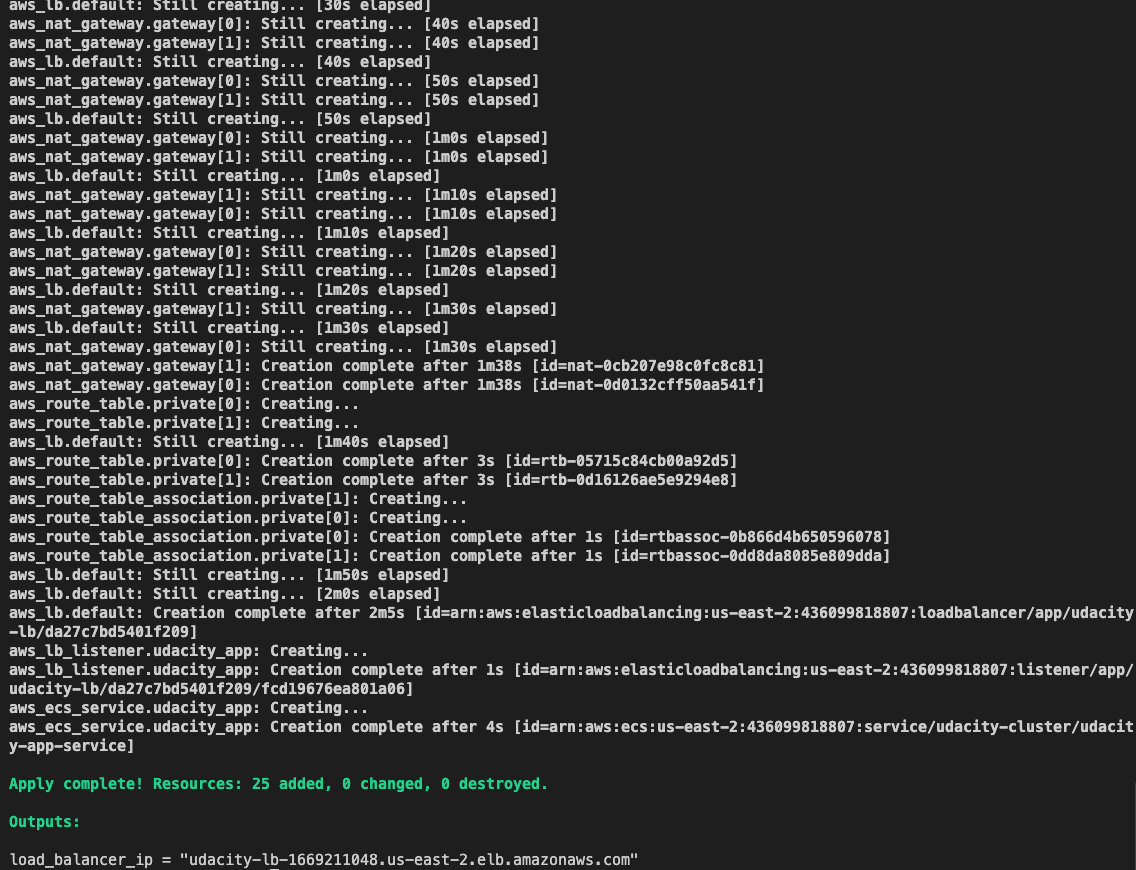 aws_lb.default: Still creating... [30s elapsed]
aws_nat_gateway.gateway[0]: Still creating... [40s elapsed]
aws_nat_gateway.gateway[1]: Still creating... [40s elapsed]
aws_lb.default: Still creating... [40s elapsed]
aws_nat_gateway.gateway[0]: Still creating... [50s elapsed]
aws_nat_gateway.gateway[1]: Still creating... [50s elapsed]
aws_lb.default: Still creating... [50s elapsed]
aws_nat_gateway.gateway[0]: Still creating... [1m0s elapsed]
aws_nat_gateway.gateway[1]: Still creating... [1m0s elapsed]
aws_lb.default: Still creating... [1m0s elapsed]
aws_nat_gateway.gateway[1]: Still creating... [1m10s elapsed]
aws_nat_gateway.gateway[0]: Still creating... [1m10s elapsed]
aws_lb.default: Still creating... [1m10s elapsed]
aws_nat_gateway.gateway[0]: Still creating... [1m20s elapsed]
aws_nat_gateway.gateway[1]: Still creating... [1m20s elapsed]
aws_lb.default: Still creating... [1m20s elapsed]
aws_nat_gateway.gateway[1]: Still creating... [1m30s elapsed]
aws_lb.default: Still creating... [1m30s elapsed]
aws_nat_gateway.gateway[0]: Still creating... [1m30s elapsed]
aws_nat_gateway.gateway[1]: Creation complete after 1m38s [id=nat-0cb207e98c0fc8c81]
aws_nat_gateway.gateway[0]: Creation complete after 1m38s [id=nat-0d0132cff50aa541f]
aws_route_table.private[0]: Creating...
aws_route_table.private[1]: Creating...
aws_lb.default: Still creating... [1m40s elapsed]
aws_route_table.private[0]: Creation complete after 3s [id=rtb-05715c84cb00a92d5]
aws_route_table.private[1]: Creation complete after 3s [id=rtb-0d16126ae5e9294e8]
aws_route_table_association.private[1]: Creating...
aws_route_table_association.private[0]: Creating...
aws_route_table_association.private[0]: Creation complete after 1s [id=rtbassoc-0b866d4b650596078]
aws_route_table_association.private[1]: Creation complete after 1s [id=rtbassoc-0dd8da8085e809dda]
aws_lb.default: Still creating... [1m50s elapsed]
aws_lb.default: Still creating... [2m0s elapsed]
aws_lb.default: Creation complete after 2m5s [id=arn:aws:elasticloadbalancing:us-east-2:436099818807:loadbalancer/app/udacity
-lb/da27c7bd5401f209]
aws_lb_listener.udacity_app: Creating...
aws_lb_listener.udacity_app: Creation complete after 1s [id=arn:aws:elasticloadbalancing:us-east-2:436099818807:listener/app/
udacity-lb/da27c7bd5401f209/fcd19676ea801a06]
aws_ecs_service.udacity_app: Creating...
aws_ecs_service.udacity_app: Creation complete after 4s [id=arn:aws:ecs:us-east-2:436099818807:service/udacity-cluster/udacit
y-app-service]
Apply complete! Resources: 25 added, 0 changed, 0 destroyed.
Outputs:
load_balancer_ip = "udacity-lb-1669211048.us-east-2.elb.amazonaws.com"